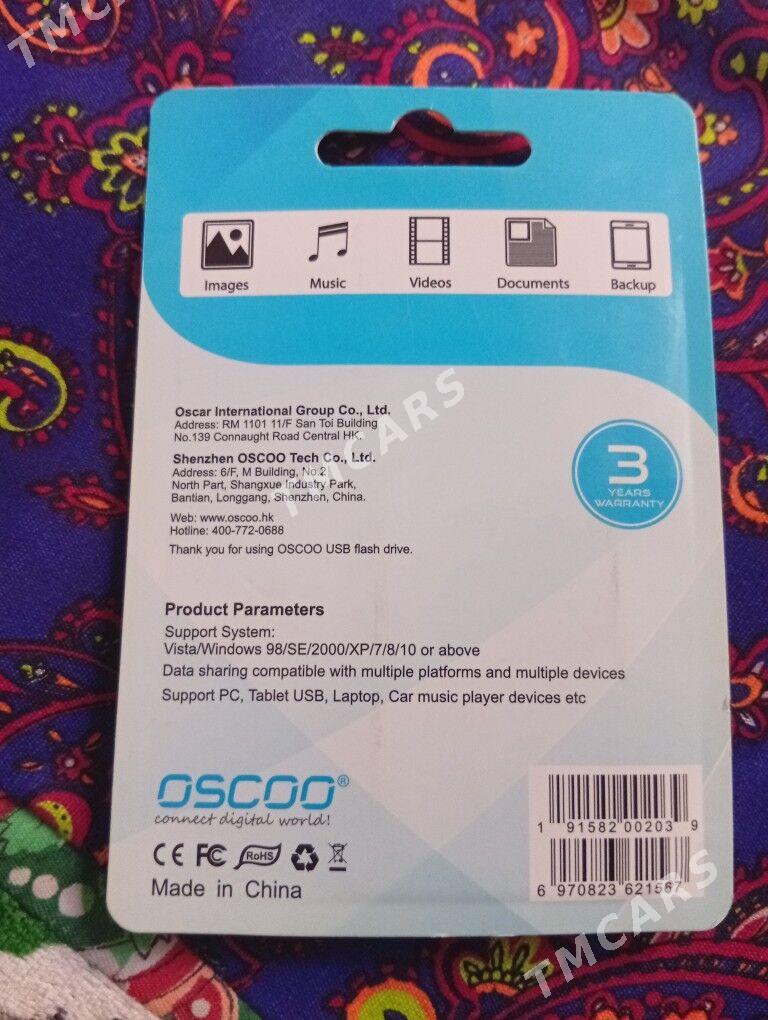 TMCARS
Images Music Videos Documents Backup
Oscar International Group Co., Ltd.
Address: RM 1101 11/F San Toi Building
No.139 Connaught Road Central HK.
Shenzhen OSCOO Tech Co., Ltd.
Address: 6/F, M Building, No.2
North Part, Shangxue Industry Park,
Bantian, Longgang, Shenzhen, China.
Web: www.oscoo.hk
Hotline: 400-772-0688
Thank you for using OSCOO USB flash drive.
3
YEARS
WARRANTY
TMCARS
Product Parameters
Support System:
Vista/Windows 98/SE/2000/XP/7/8/10 or above
Data sharing compatible with multiple platforms and multiple devices
Support PC, Tablet USB, Laptop, Car music player devices etc
OSCOO®
connect digital world!
CE FC RoHS
Made in China
1 91582 00203 9
6 970823 621567
TMCARS